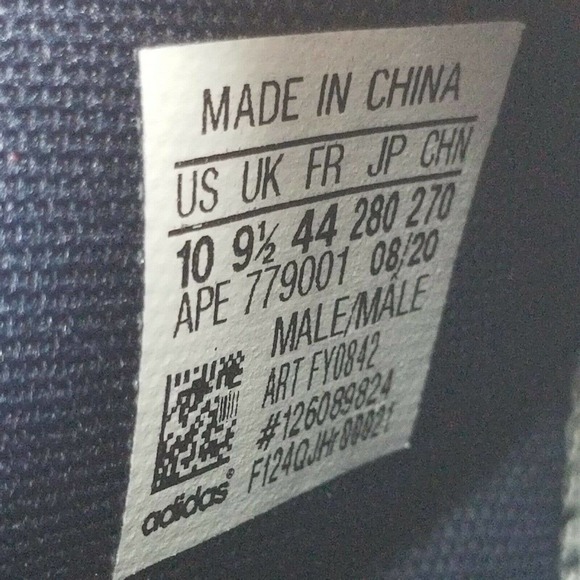 MADE IN CHINA
US UK FR JP CHN
10 9½ 44 280 270
APE 779001 08/20
MALE/MÂLE
ART FY0842
#126089824
adidas®